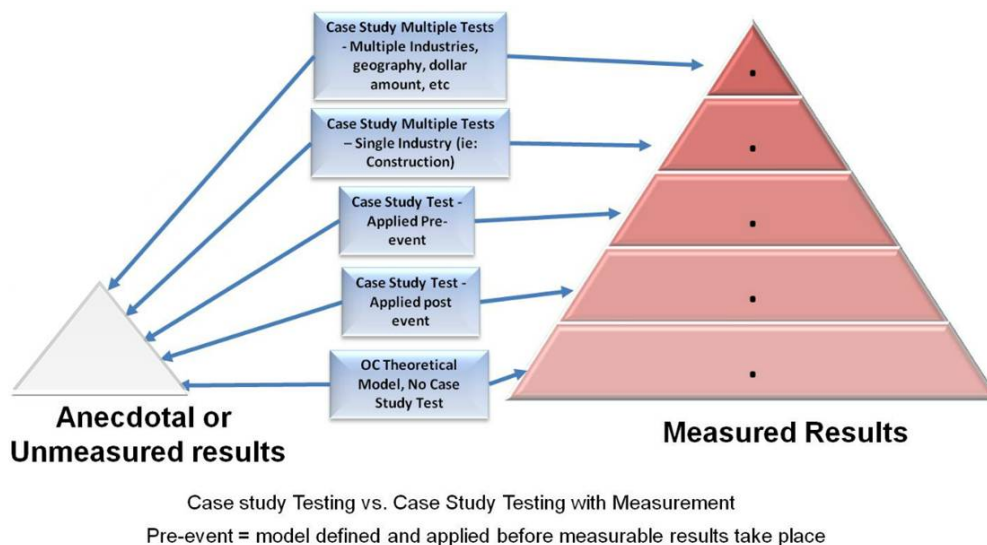 Case Study Multiple Tests
- Multiple Industries,
geography, dollar
amount, etc
Case Study Multiple Tests
– Single Industry (ie:
Construction)
Case Study Test -
Applied Pre-
event
Case Study Test -
Applied post
event
OC Theoretical
Model, No Case
Study Test
Anecdotal or
Unmeasured results
Measured Results
Case study Testing vs. Case Study Testing with Measurement
Pre-event = model defined and applied before measurable results take place